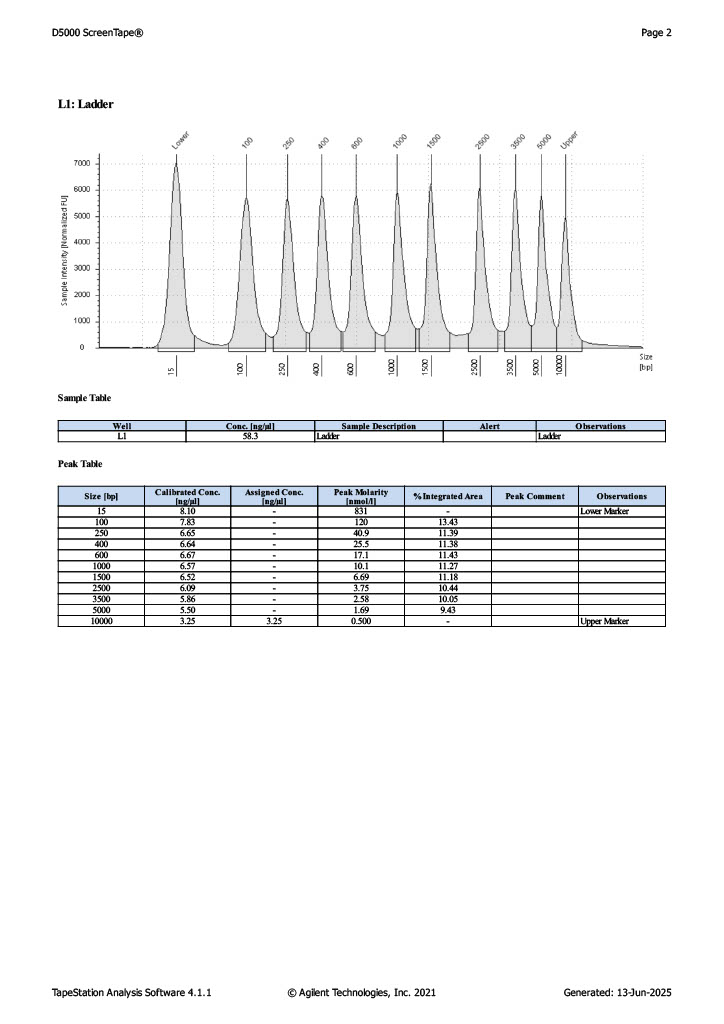 D5000 ScreenTape® Page 2
L1: Ladder
Lower 100 250 400 600 1000 1500 2500 3500 5000 Upper
7000
6000
5000
4000
3000
2000
1000
0
Sample Intensity [Normalized FU]
15 100 250 400 600 1000 1500 2500 3500 5000 10000
Size
[bp]
Sample Table
Well Conc. [ng/µl] Sample Description Alert Observations
L1 58.3 Ladder Ladder
Peak Table
Size [bp] Calibrated Conc. [ng/µl] Assigned Conc. [ng/µl] Peak Molarity [nmol/l] % Integrated Area Peak Comment Observations
15 8.10 - 831 - Lower Marker
100 7.83 - 120 13.43
250 6.65 - 40.9 11.39
400 6.64 - 25.5 11.38
600 6.67 - 17.1 11.43
1000 6.57 - 10.1 11.27
1500 6.52 - 6.69 11.18
2500 6.09 - 3.75 10.44
3500 5.86 - 2.58 10.05
5000 5.50 - 1.69 9.43
10000 3.25 3.25 0.500 - Upper Marker
TapeStation Analysis Software 4.1.1 © Agilent Technologies, Inc. 2021 Generated: 13-Jun-2025